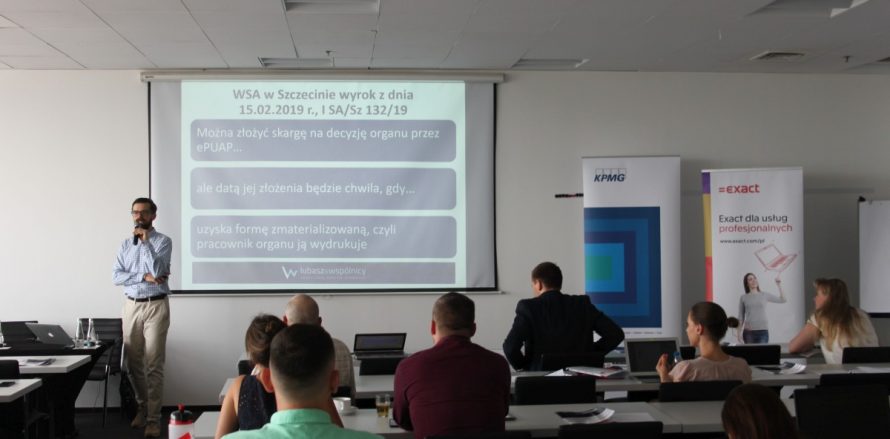 WSA w Szczecinie wyrok z dnia
15.02.2019 r., I SA/Sz 132/19
Można złożyć skargę na decyzję organu przez
ePUAP...
ale datą jej złożenia będzie chwila, gdy...
uzyska formę zmaterializowaną, czyli
pracownik organu ją wydrukuje
lubasziwspólnicy
KPMG
=exact
Exact dla usług
profesjonalnych
www.exact.com/pl